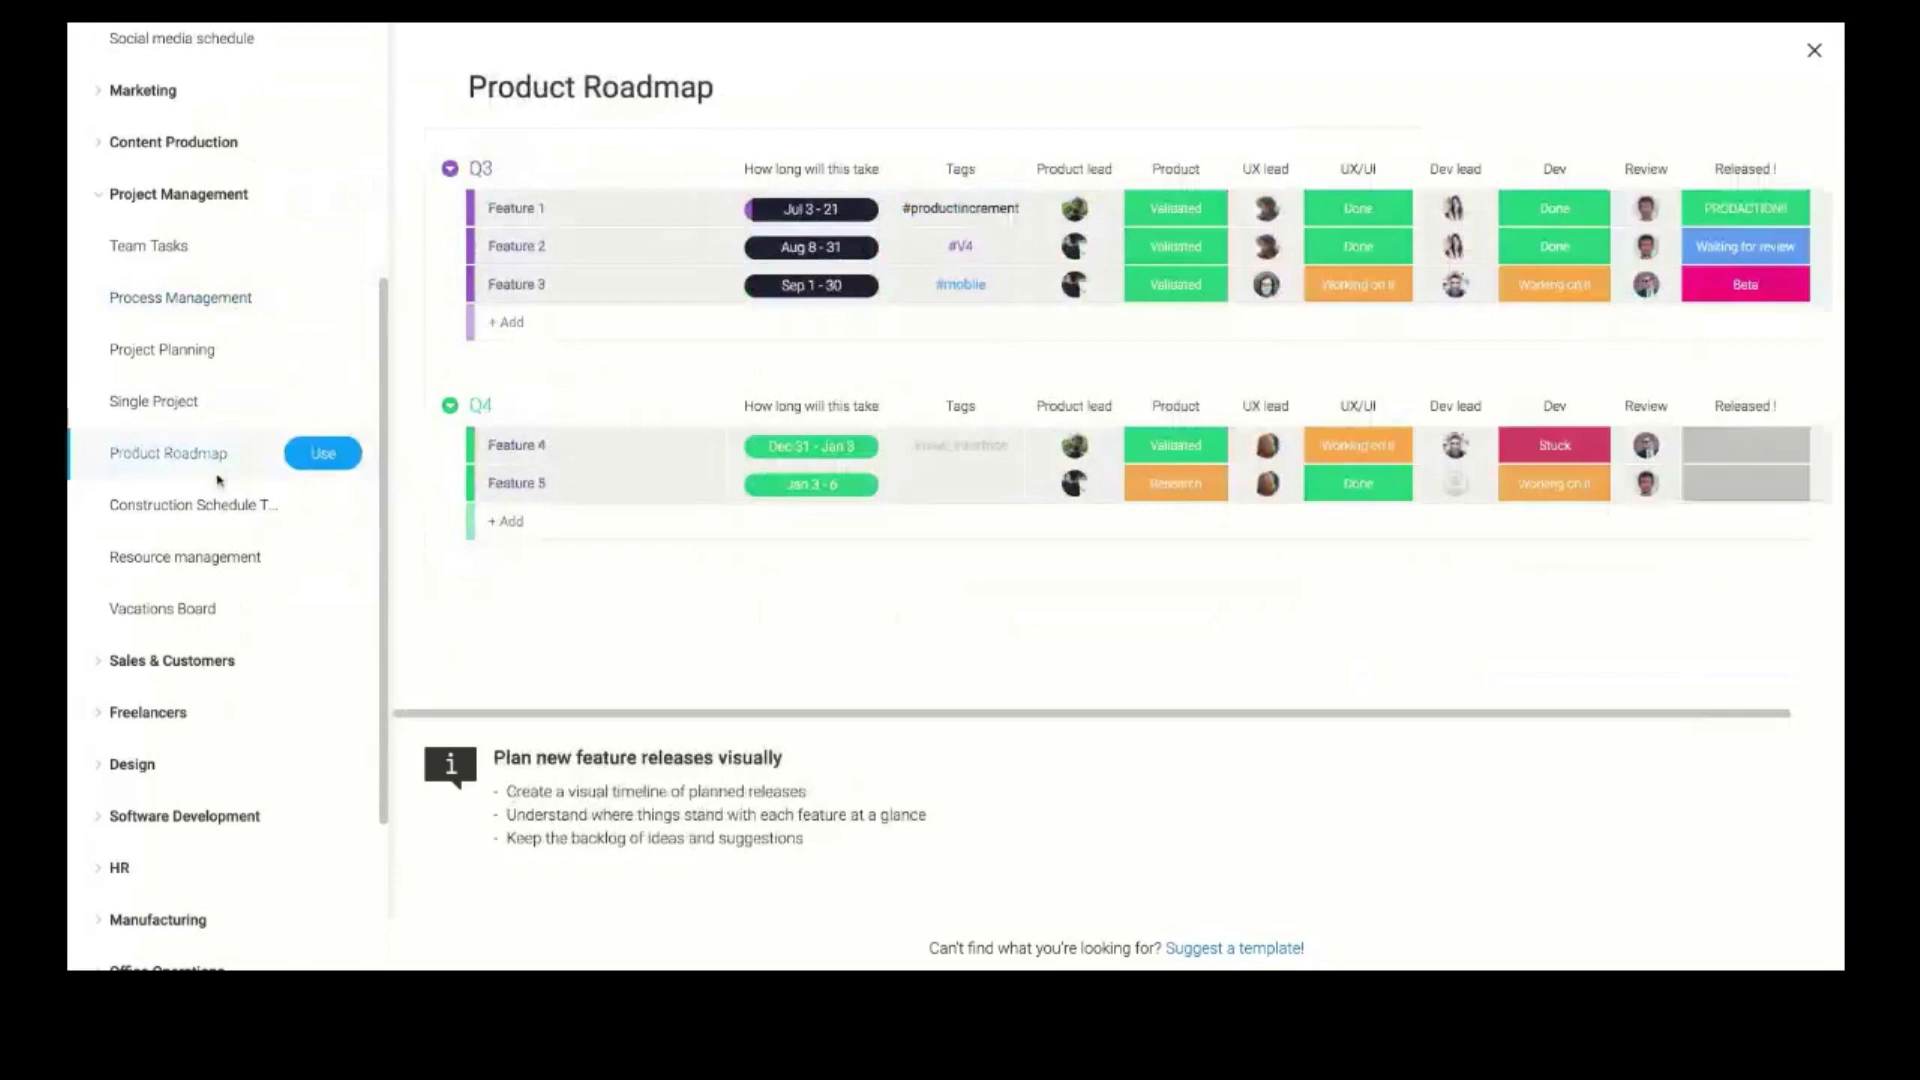 Social media schedule
Marketing
Content Production
Project Management
Team Tasks
Process Management
Project Planning
Single Project
Product Roadmap
Use
Construction Schedule T...
Resource management
Vacations Board
Sales & Customers
Freelancers
Design
Software Development
HR
Manufacturing
Office Operations
Product Roadmap
Q3 How long will this take Tags Product lead Product UX lead UX/UI Dev lead Dev Review Released !
Feature 1 Jul 3 - 21 #productincrement Validated Done Done PRODACTION!!
Feature 2 Aug 8 - 31 #V4 Validated Done Done Waiting for review
Feature 3 Sep 1 - 30 #mobile Validated Working on it Working on it Beta
+ Add
Q4 How long will this take Tags Product lead Product UX lead UX/UI Dev lead Dev Review Released !
Feature 4 Dec 31 - Jan 3 Validated Working on it Stuck
Feature 5 Jan 3 - 6 Research Done Working on it
+ Add
i
Plan new feature releases visually
- Create a visual timeline of planned releases
- Understand where things stand with each feature at a glance
- Keep the backlog of ideas and suggestions
Can't find what you're looking for? Suggest a template!